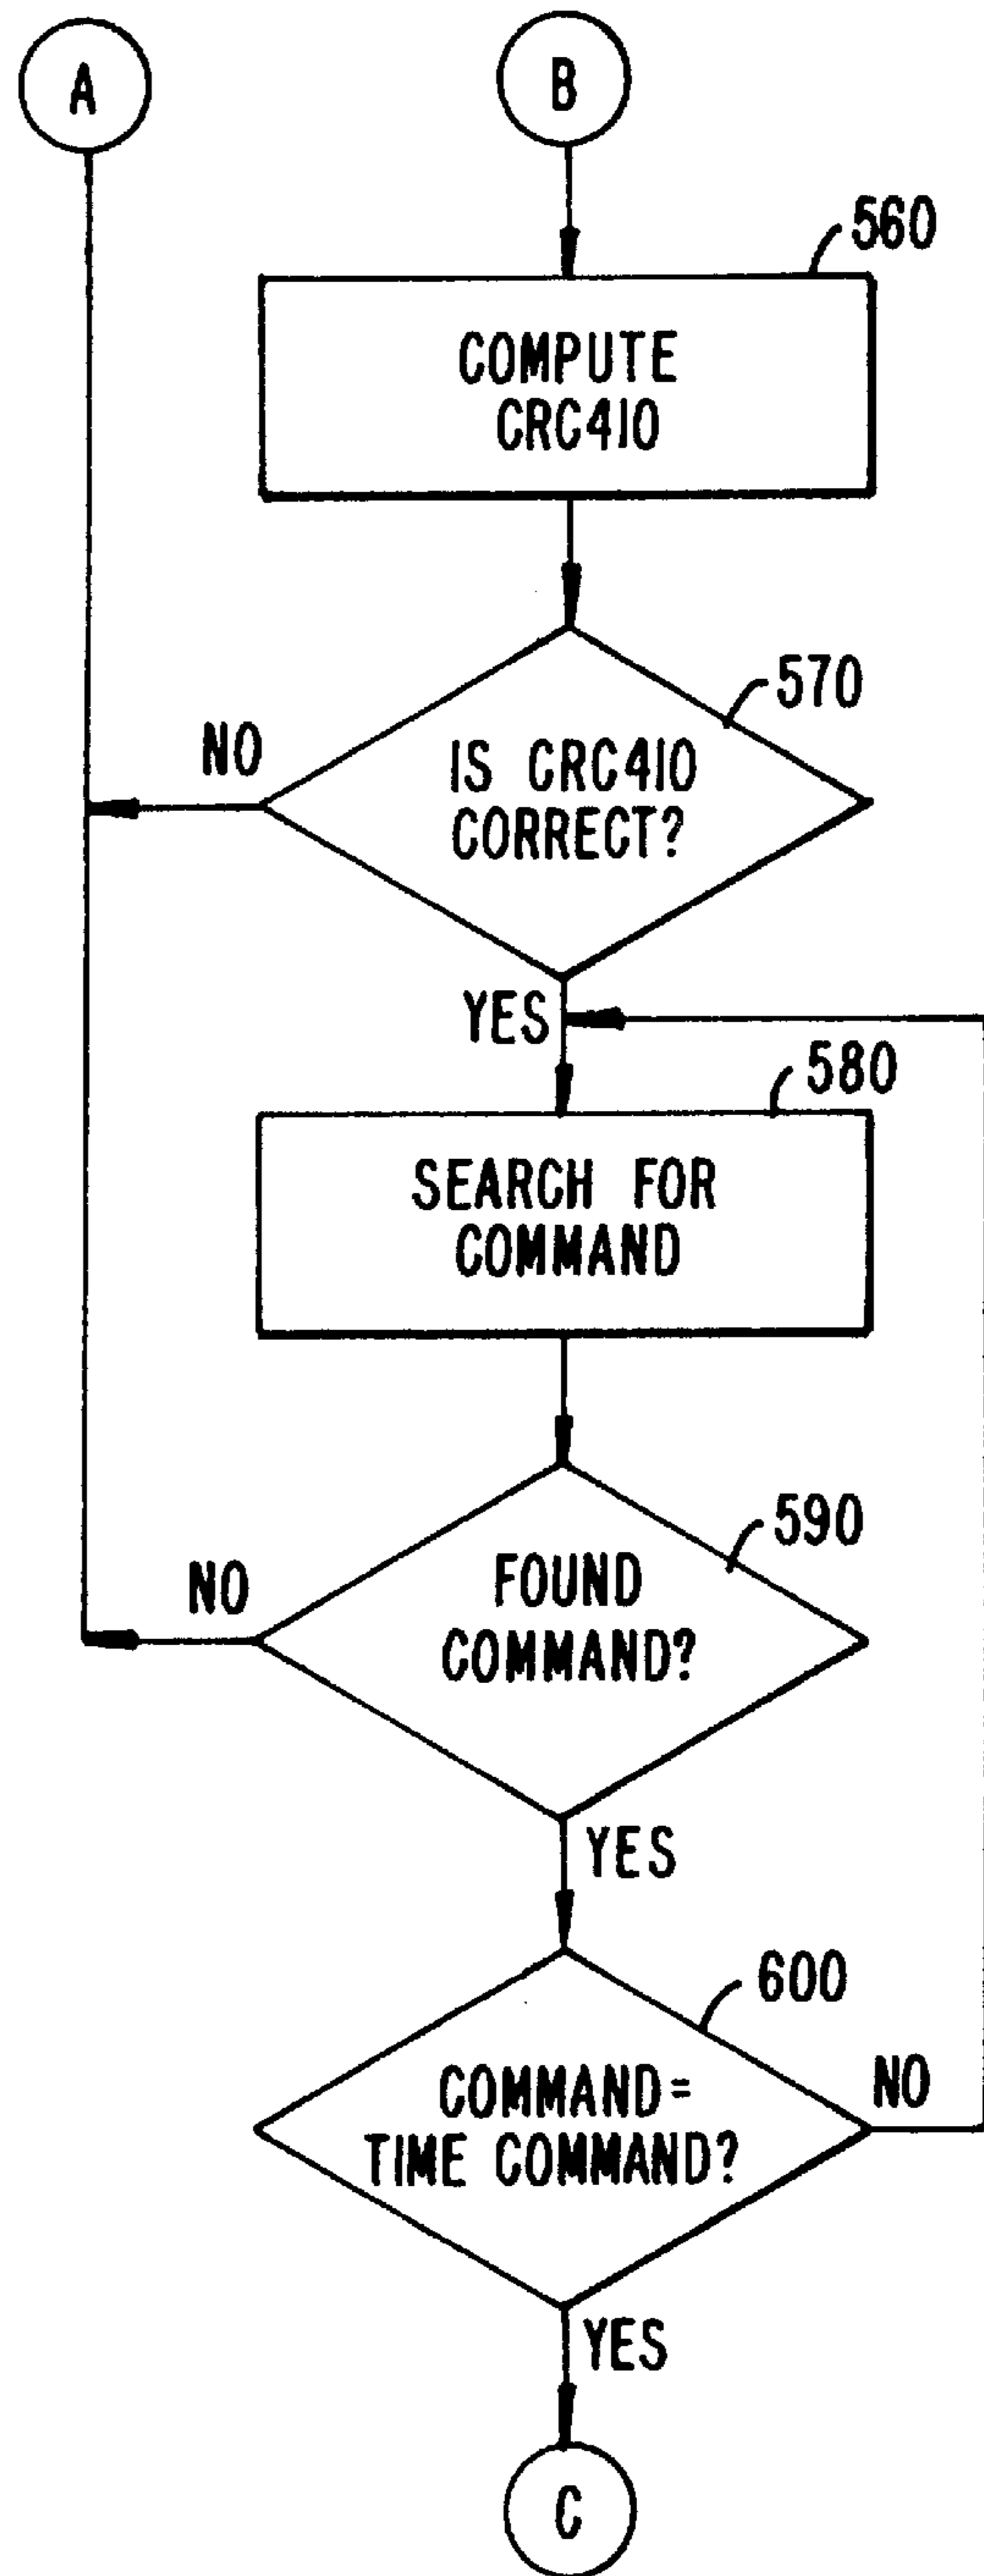 A
B
560
COMPUTE
CRC410
570
NO
IS CRC410
CORRECT?
YES
580
SEARCH FOR
COMMAND
590
NO
FOUND
COMMAND?
YES
600
COMMAND=
TIME COMMAND?
NO
YES
C